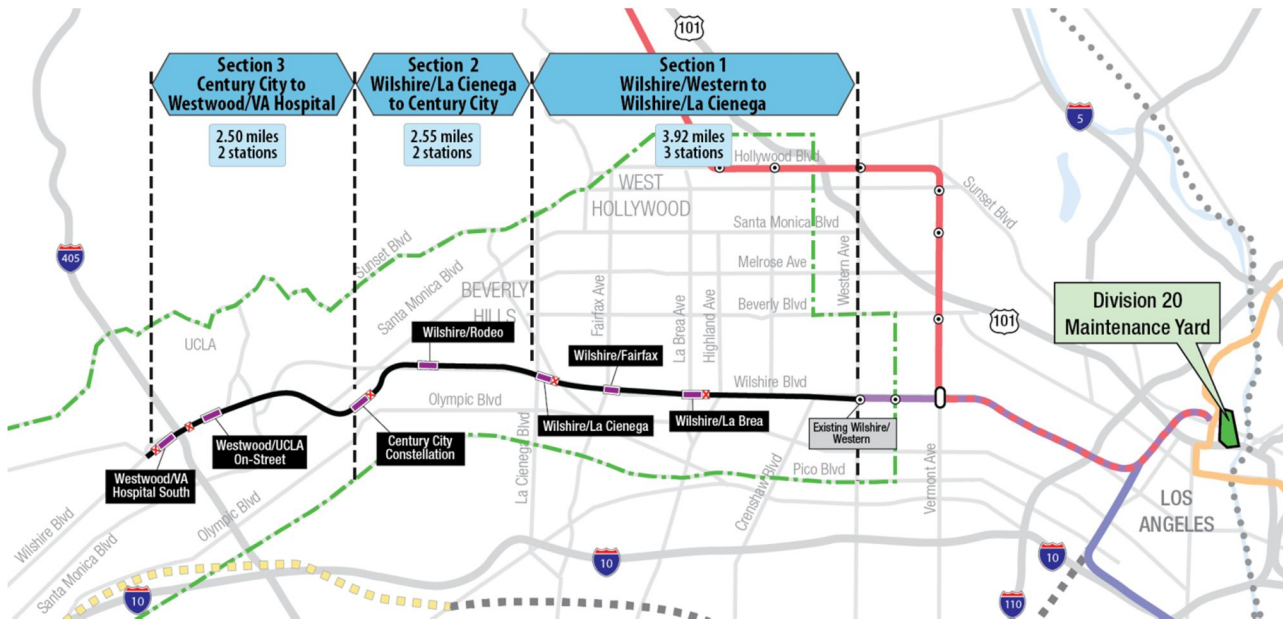 101
Section 3
Century City to
Westwood/VA Hospital
Section 2
Wilshire/La Cienega
to Century City
Section 1
Wilshire/Western to
Wilshire/La Cienega
2.50 miles
2 stations
2.55 miles
2 stations
3.92 miles
3 stations
5
Hollywood Blvd
WEST
HOLLYWOOD
Sunset Blvd
Santa Monica Blvd
405
Sunset Blvd
Santa Monica Blvd
Melrose Ave
Western Ave
BEVERLY
HILLS
Fairfax Ave
La Brea Ave
Highland Ave
Beverly Blvd
101
Division 20
Maintenance Yard
UCLA
Wilshire/Rodeo
Wilshire/Fairfax
Wilshire Blvd
Olympic Blvd
Wilshire/La Cienega
Wilshire/La Brea
Existing Wilshire/
Western
Westwood/UCLA
On-Street
Century City
Constellation
La Cienega Blvd
Westwood/VA
Hospital South
Crenshaw Blvd
Pico Blvd
Vermont Ave
LOS
ANGELES
Wilshire Blvd
Santa Monica Blvd
Olympic Blvd
10
10
10
110